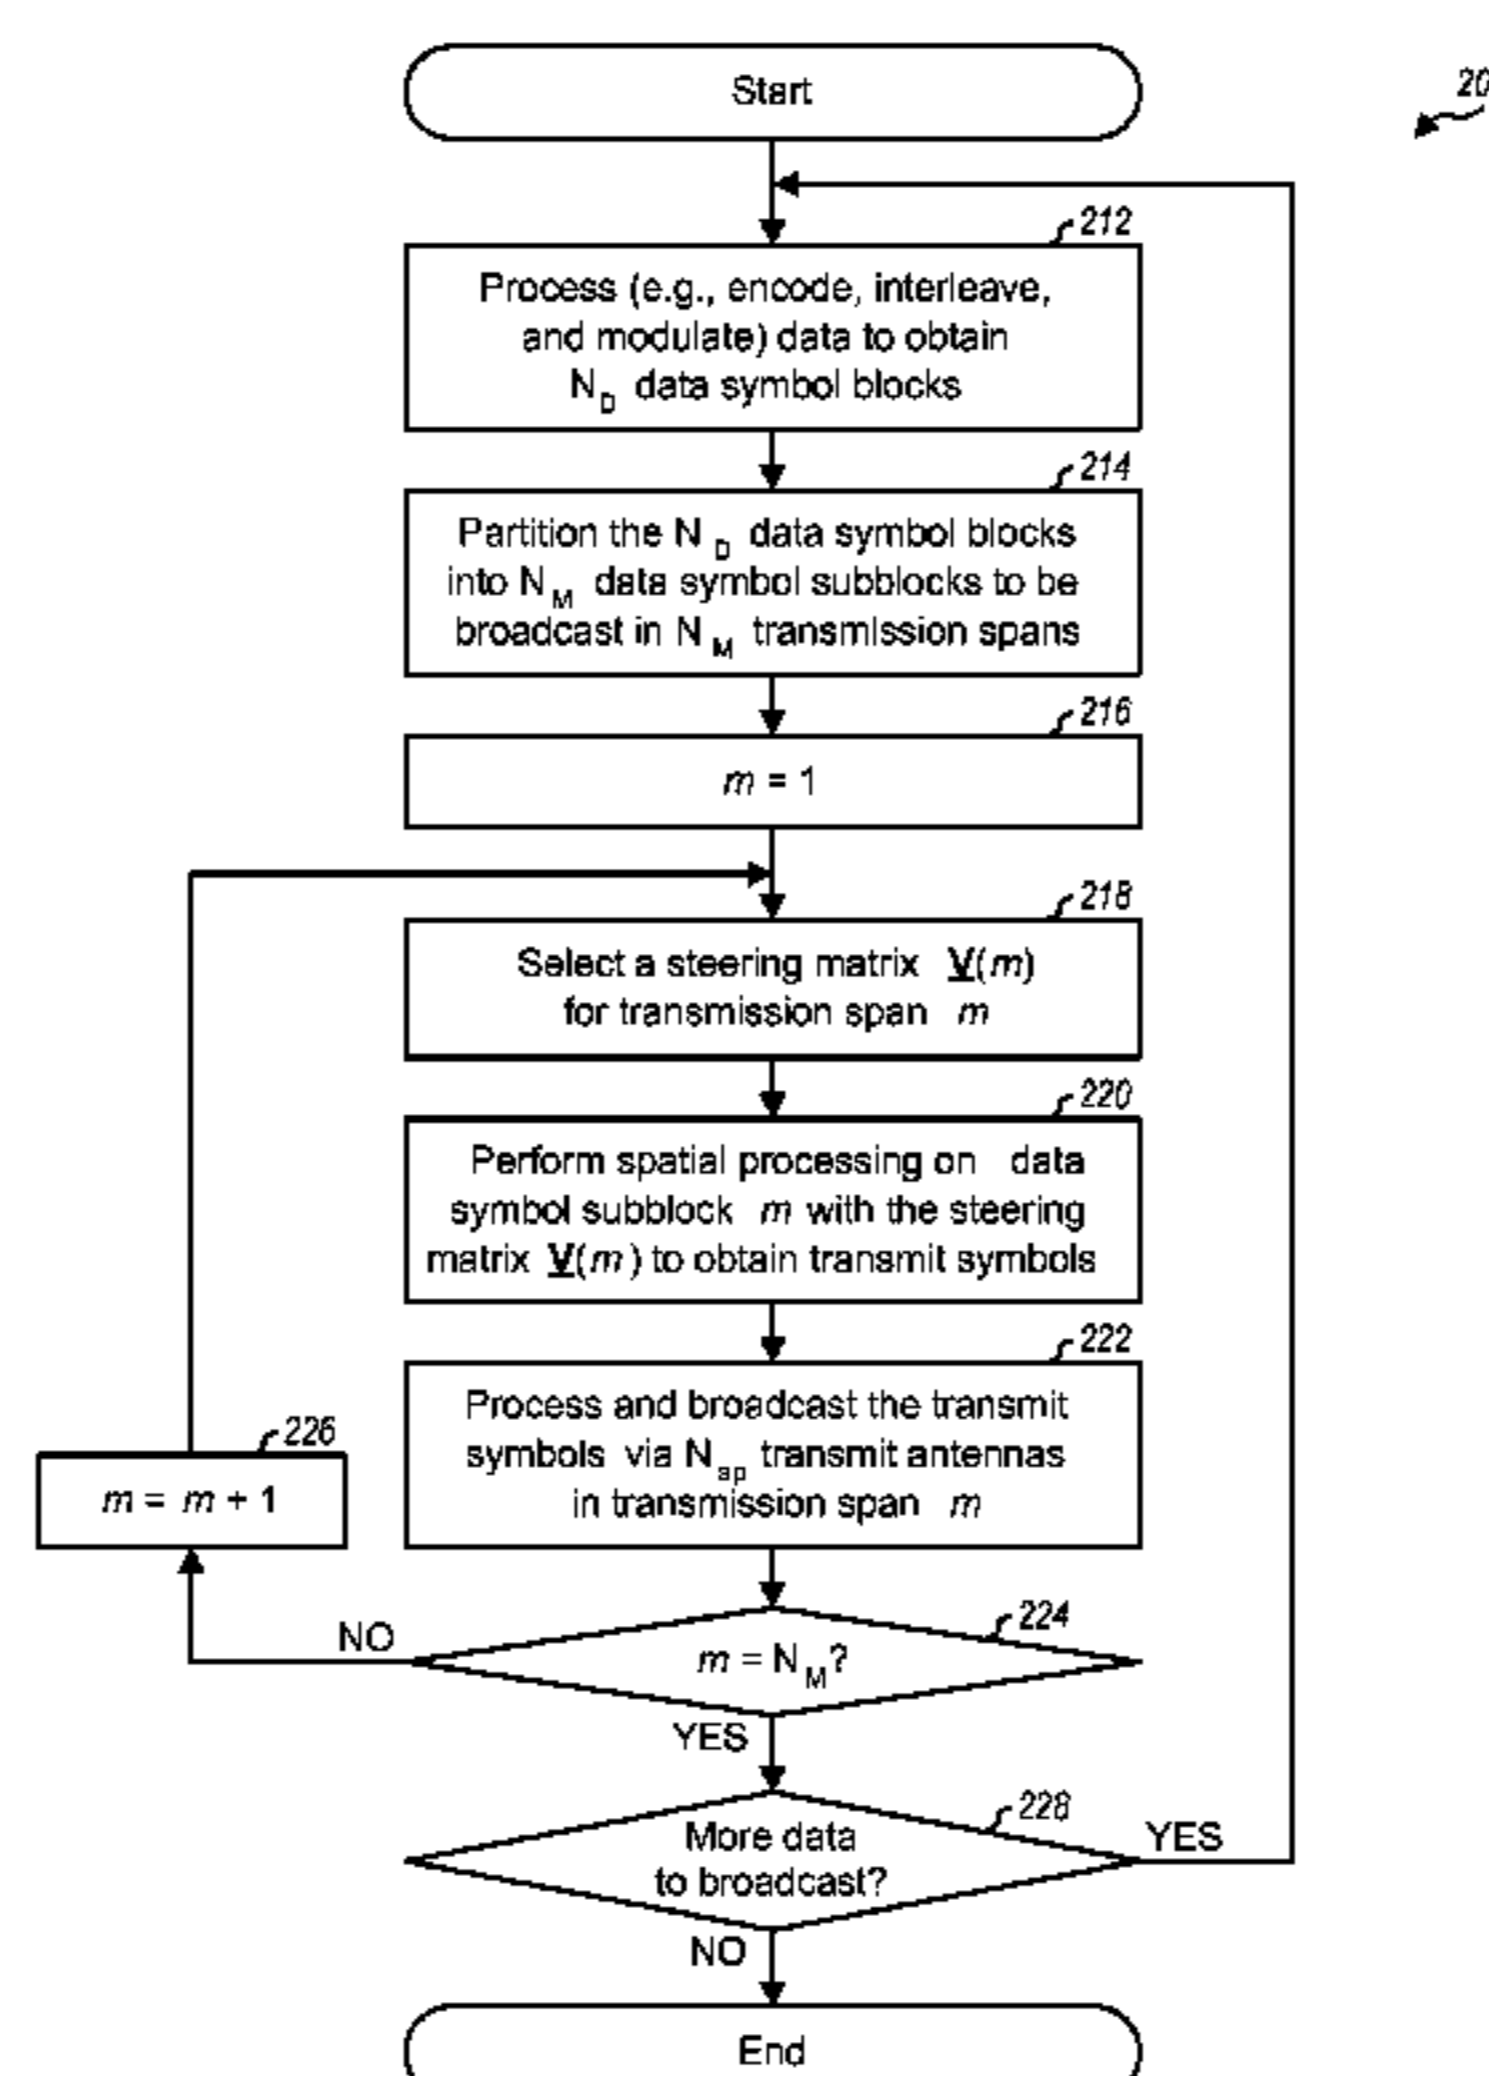 Start
20
212
Process (e.g., encode, interleave,
and modulate) data to obtain
N_D data symbol blocks
214
Partition the N_D data symbol blocks
into N_M data symbol subblocks to be
broadcast in N_M transmission spans
216
m = 1
218
Select a steering matrix V(m)
for transmission span m
220
Perform spatial processing on data
symbol subblock m with the steering
matrix V(m) to obtain transmit symbols
222
Process and broadcast the transmit
symbols via N_ap transmit antennas
in transmission span m
226
m = m + 1
224
NO
m = N_M?
YES
228
More data
to broadcast?
YES
NO
End